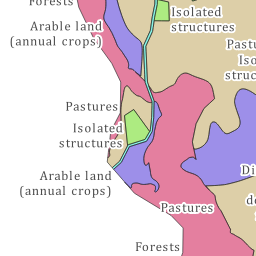 Forests
Arable land
(annual crops)
Isolated
structures
Pastures
Isolated
structures
Arable land
(annual crops)
Pastures
Forests